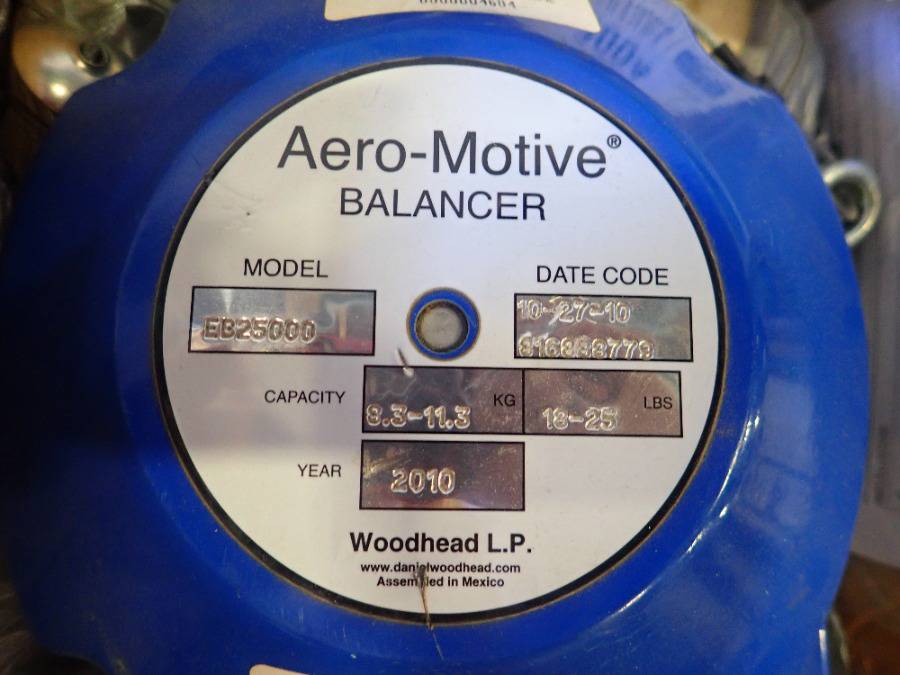 Aero-Motive®
BALANCER
MODEL
EB25000
DATE CODE
10-27-10
CAPACITY
8.3-11.3 KG
18-25 LBS
YEAR
2010
Woodhead L.P.
www.danielwoodhead.com
Assembled in Mexico